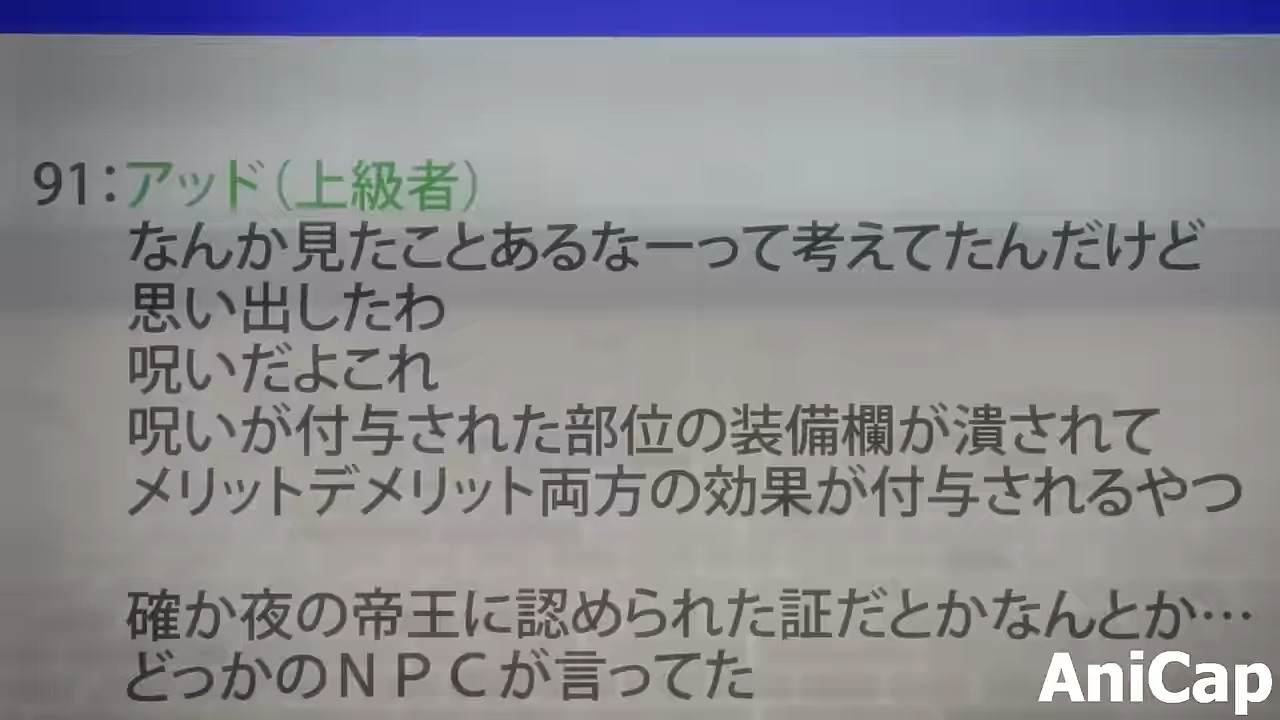 91：アッド（上級者）
なんか見たことあるなーって考えてたんだけど
思い出したわ
呪いだよこれ
呪いが付与された部位の装備欄が潰されて
メリットデメリット両方の効果が付与されるやつ
確か夜の帝王に認められた証だとかなんとか…
どっかのＮＰＣが言ってた
AniCap